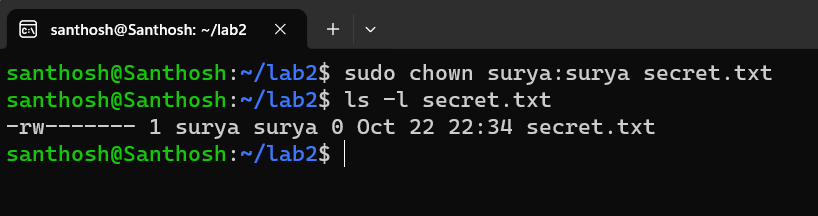 santhosh@Santhosh: ~/lab2
santhosh@Santhosh:~/lab2$ sudo chown surya:surya secret.txt
santhosh@Santhosh:~/lab2$ ls -l secret.txt
-rw------- 1 surya surya 0 Oct 22 22:34 secret.txt
santhosh@Santhosh:~/lab2$